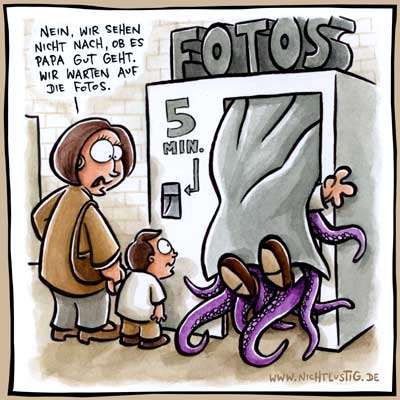 NEIN, WIR SEHEN
NICHT NACH, OB ES
PAPA GUT GEHT.
WIR WARTEN AUF
DIE FOTOS.
FOTOS
5
MIN.
WWW.NICHTLUSTIG.DE